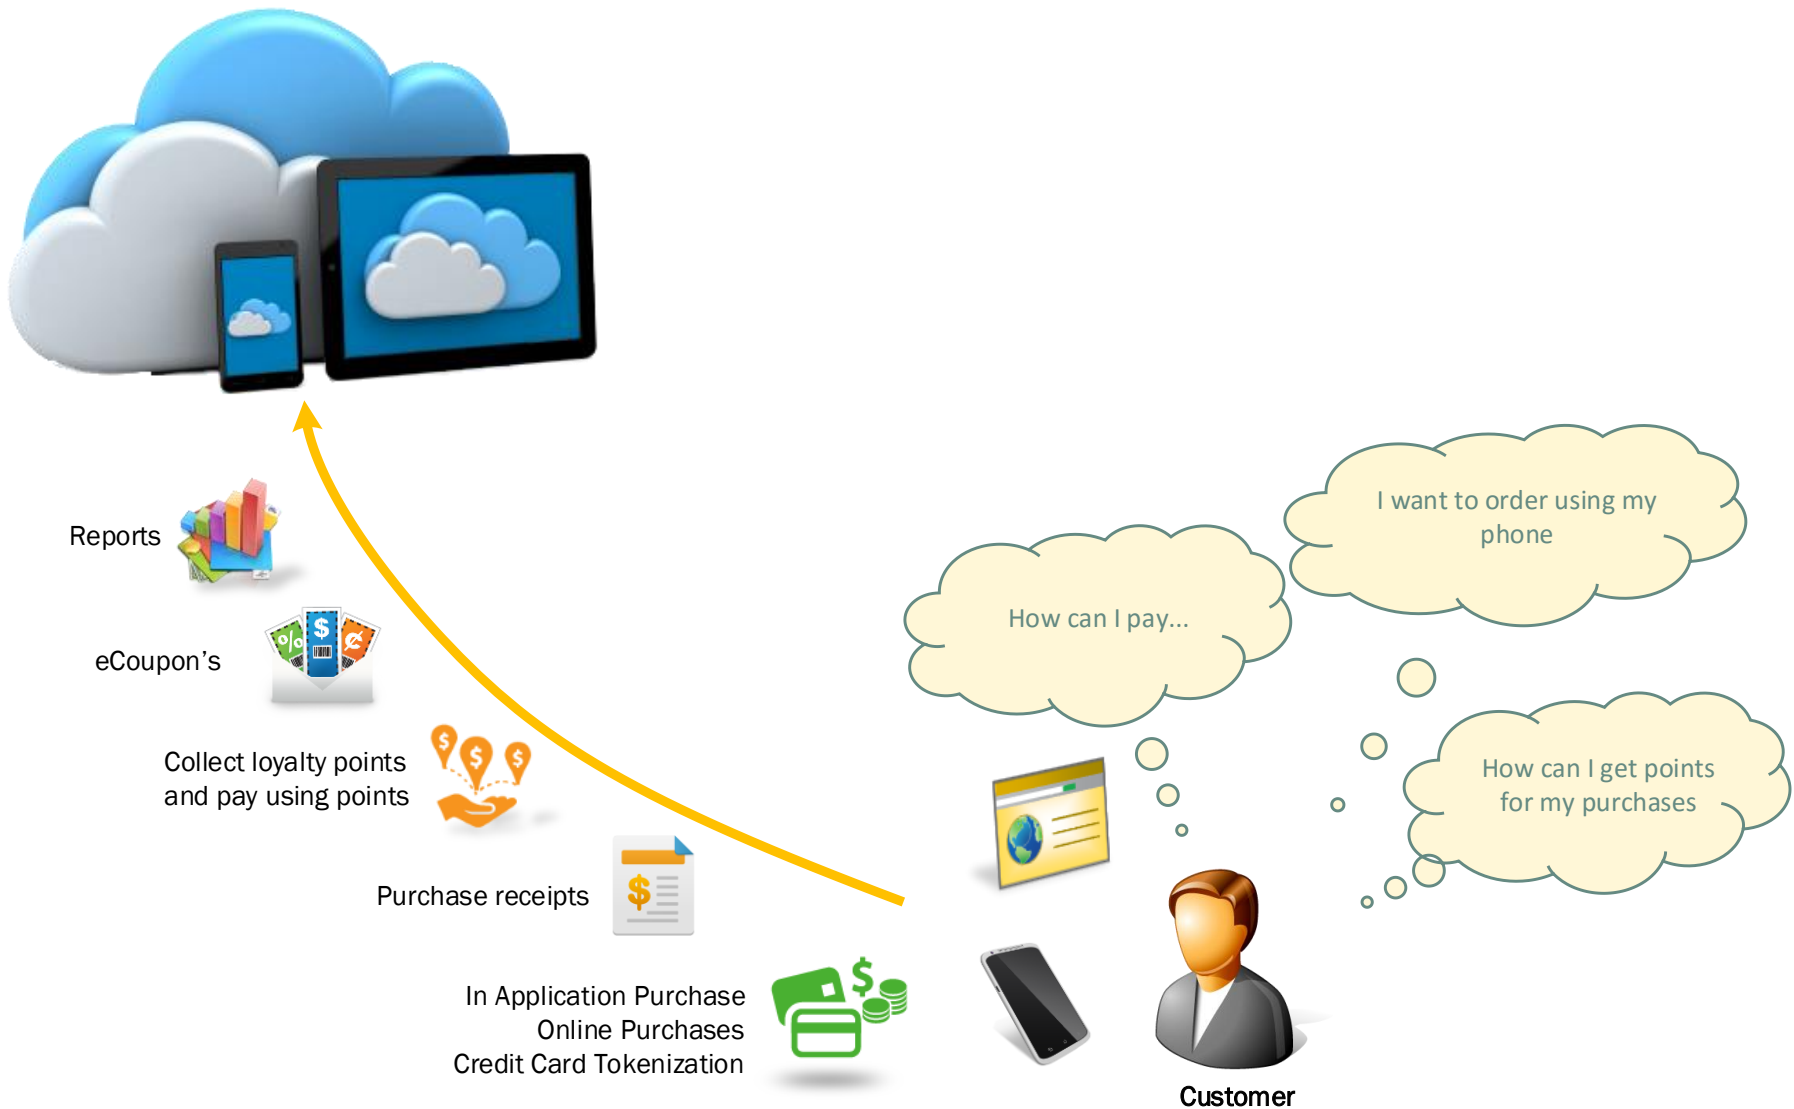 I want to order using my
phone
Reports
How can I pay...
eCoupon's
Collect loyalty points
and pay using points
How can I get points
for my purchases
Purchase receipts
In Application Purchase
Online Purchases
Credit Card Tokenization
Customer